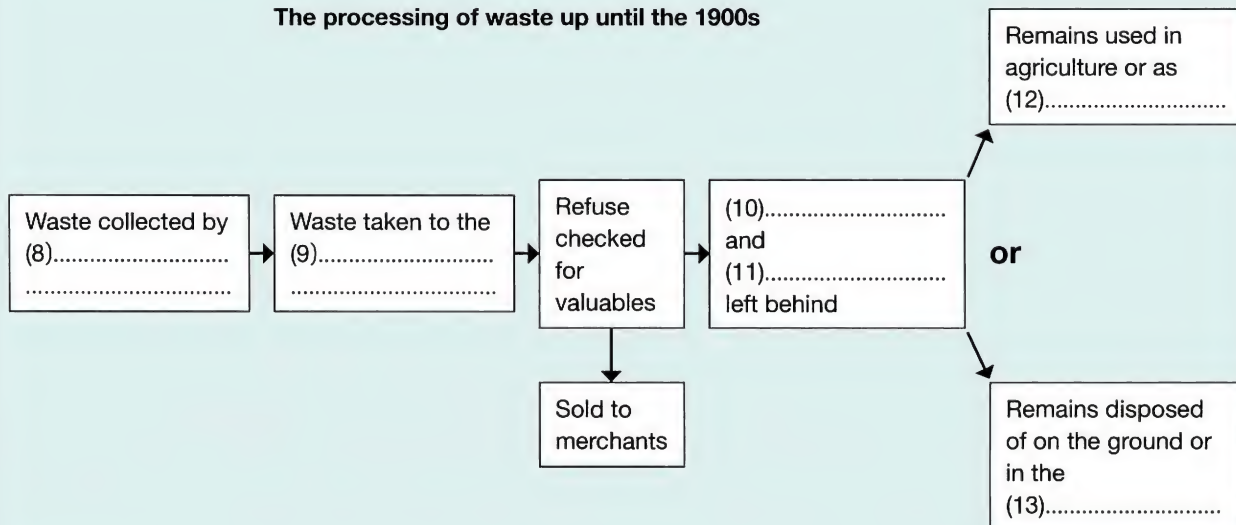 The processing of waste up until the 1900s
Waste collected by
(8)..............................
..................................
Waste taken to the
(9)..............................
..................................
Refuse
checked
for
valuables
Sold to
merchants
(10)..............................
and
(11)..............................
left behind
or
Remains used in
agriculture or as
(12)..............................
Remains disposed
of on the ground or
in the
(13)..............................